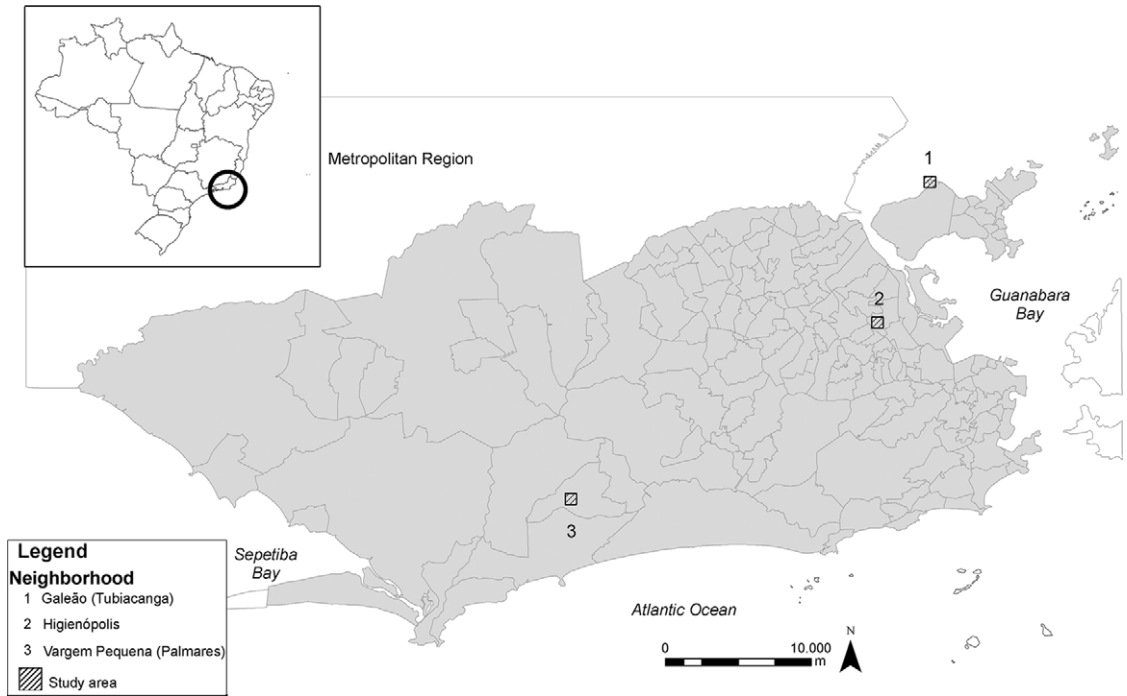 Metropolitan Region
1
2
Guanabara
Bay
3
Sepetiba
Bay
Atlantic Ocean
Legend
Neighborhood
1 Galeão (Tubiacanga)
2 Higienópolis
3 Vargem Pequena (Palmares)
Study area
0 10.000
m
N